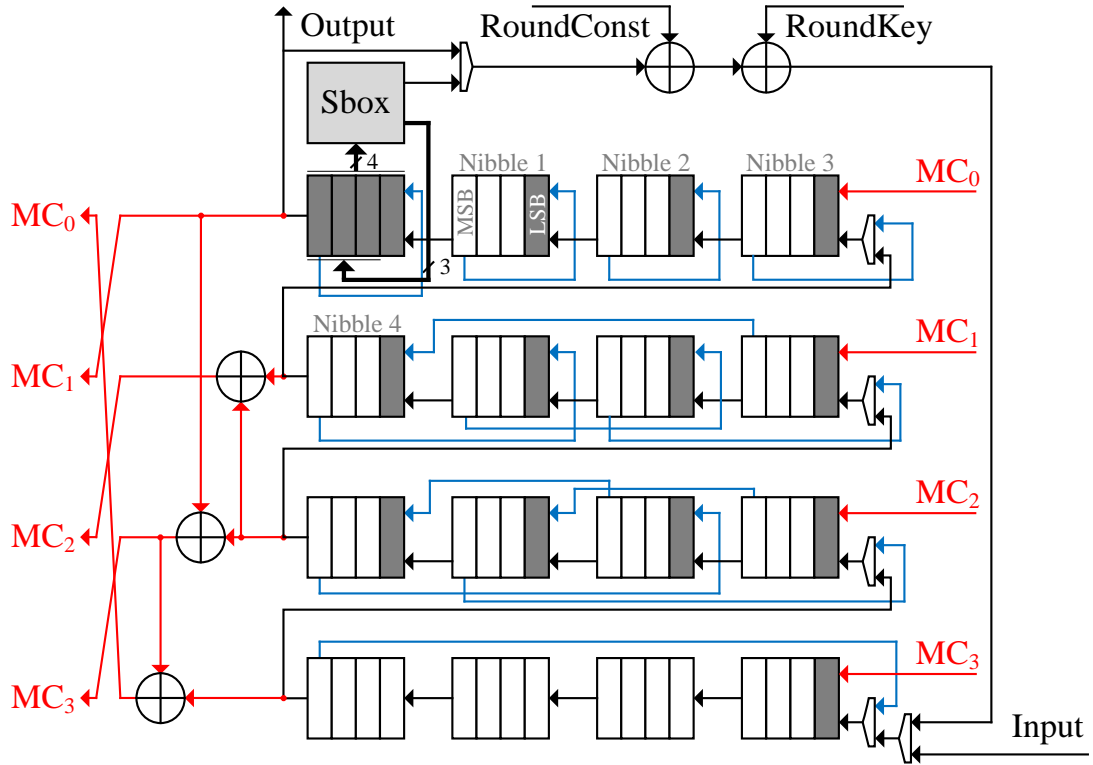 Output
RoundConst
RoundKey
Sbox
4
Nibble 1
Nibble 2
Nibble 3
MC0
MC0
MSB
LSB
3
Nibble 4
MC1
MC1
MC2
MC2
MC3
MC3
Input